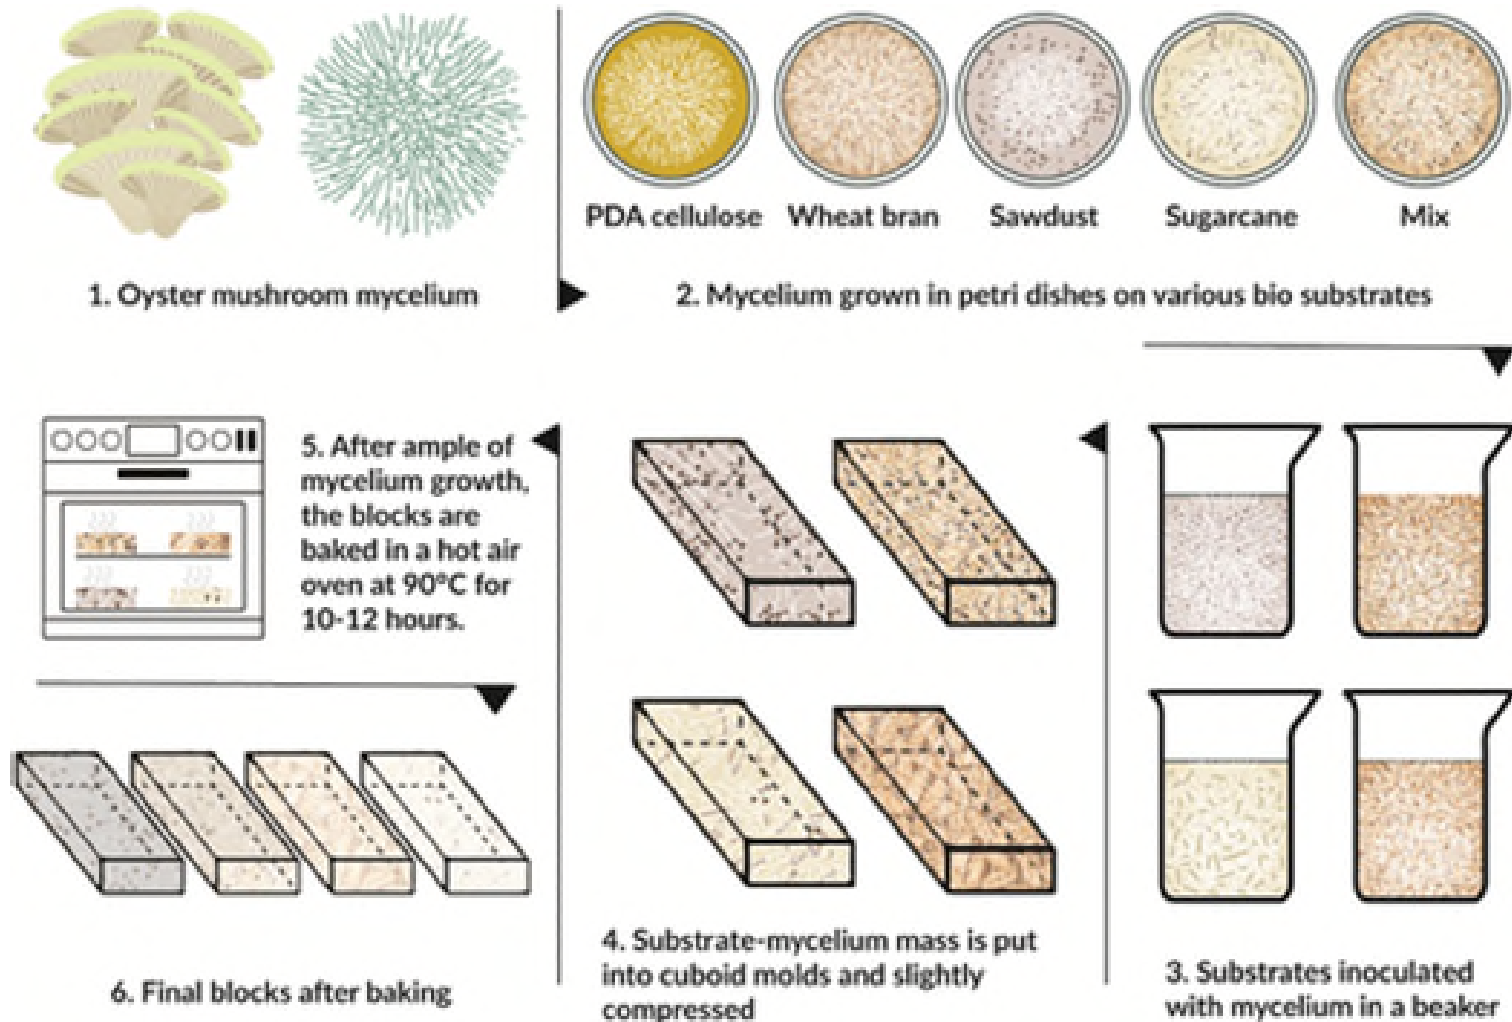 PDA cellulose
Wheat bran
Sawdust
Sugarcane
Mix
1. Oyster mushroom mycelium
2. Mycelium grown in petri dishes on various bio substrates
3. Substrates inoculated
with mycelium in a beaker
4. Substrate-mycelium mass is put
into cuboid molds and slightly
compressed
5. After ample of
mycelium growth,
the blocks are
baked in a hot air
oven at 90°C for
10-12 hours.
6. Final blocks after baking